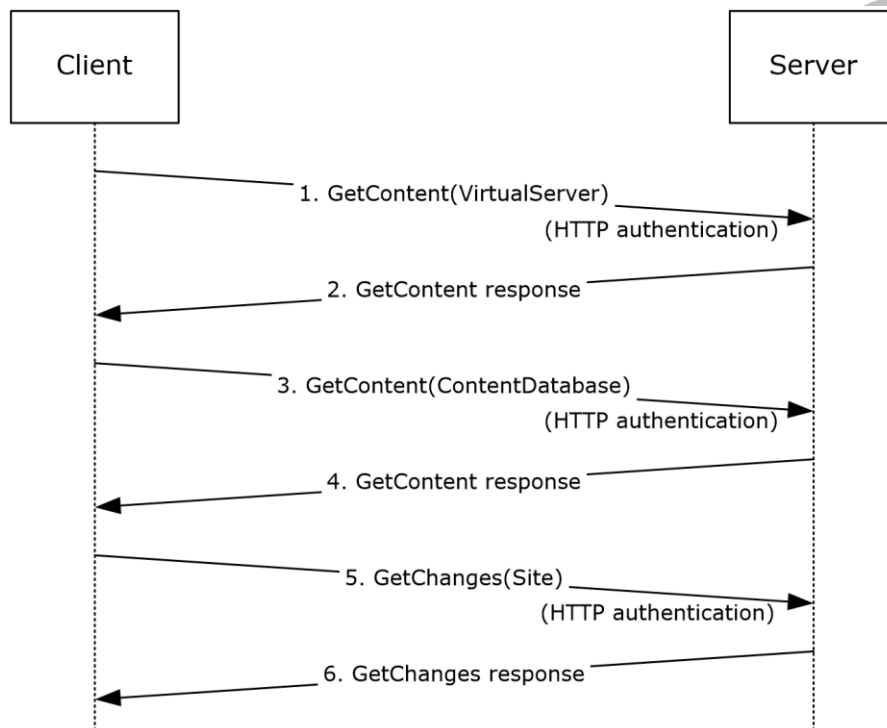 Client
Server
1. GetContent(VirtualServer)
(HTTP authentication)
2. GetContent response
3. GetContent(ContentDatabase)
(HTTP authentication)
4. GetContent response
5. GetChanges(Site)
(HTTP authentication)
6. GetChanges response